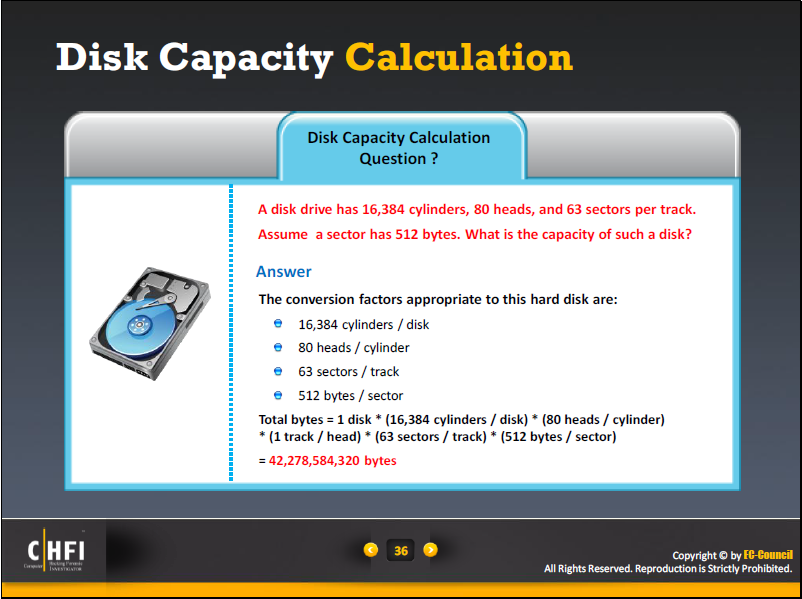 Disk Capacity Calculation
Disk Capacity Calculation
Question ?
A disk drive has 16,384 cylinders, 80 heads, and 63 sectors per track.
Assume a sector has 512 bytes. What is the capacity of such a disk?
Answer
The conversion factors appropriate to this hard disk are:
16,384 cylinders / disk
80 heads / cylinder
63 sectors / track
512 bytes / sector
Total bytes = 1 disk * (16,384 cylinders / disk) * (80 heads / cylinder)
* (1 track / head) * (63 sectors / track) * (512 bytes / sector)
= 42,278,584,320 bytes
CHFI
Computer Hacking Forensic
INVESTIGATOR
36
Copyright © by EC-Council
All Rights Reserved. Reproduction is Strictly Prohibited.